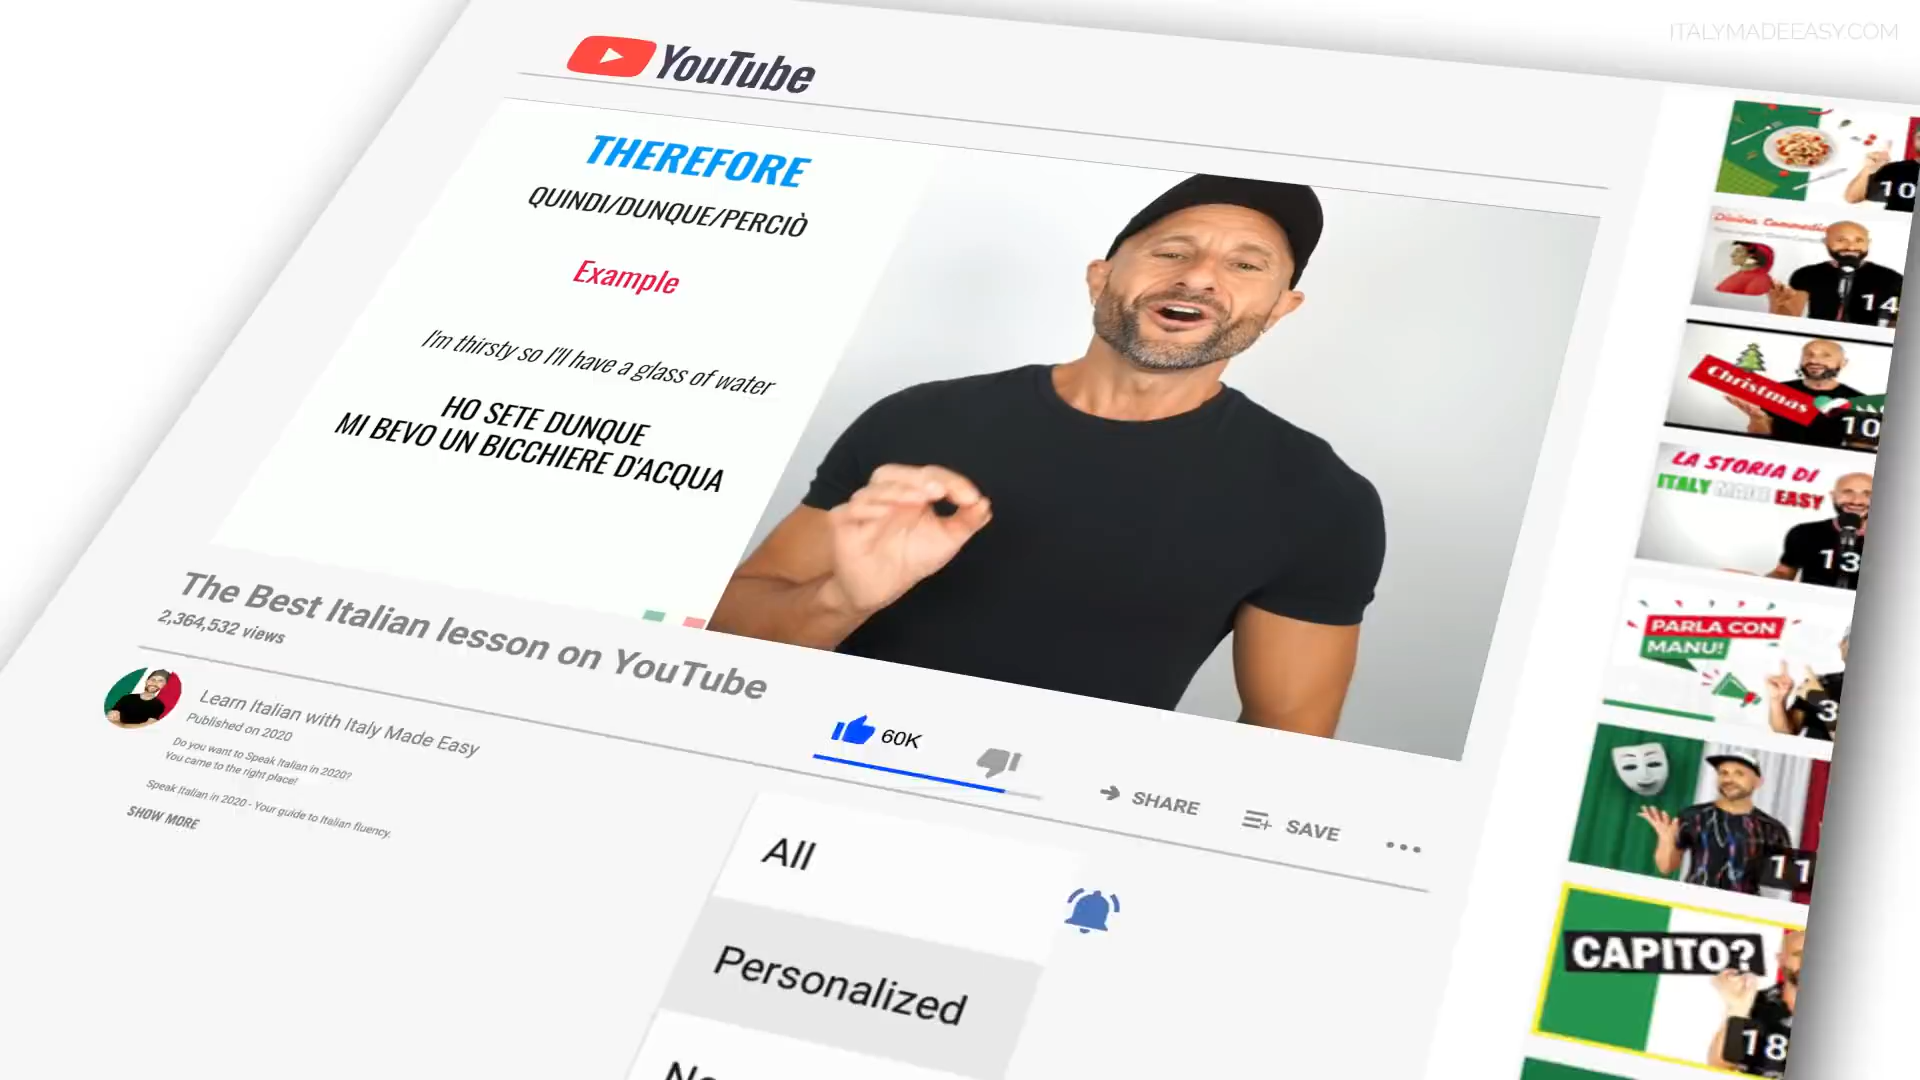 ITALYMADEEASY.COM
YouTube
THEREFORE
QUINDI/DUNQUE/PERCIÒ
Example
I'm thirsty so I'll have a glass of water
HO SETE DUNQUE
MI BEVO UN BICCHIERE D'ACQUA
The Best Italian lesson on YouTube
2,364,532 views
Learn Italian with Italy Made Easy
Published on 2020
Do you want to Speak Italian in 2020?
You came to the right place!
Speak Italian in 2020 - Your guide to Italian fluency.
SHOW MORE
60K
SHARE
SAVE
All
Personalized
10
Divina Commedia
14
Christmas
10
LA STORIA DI
ITALY MADE EASY
13
PARLA CON
MANU!
3
11
CAPITO?
18